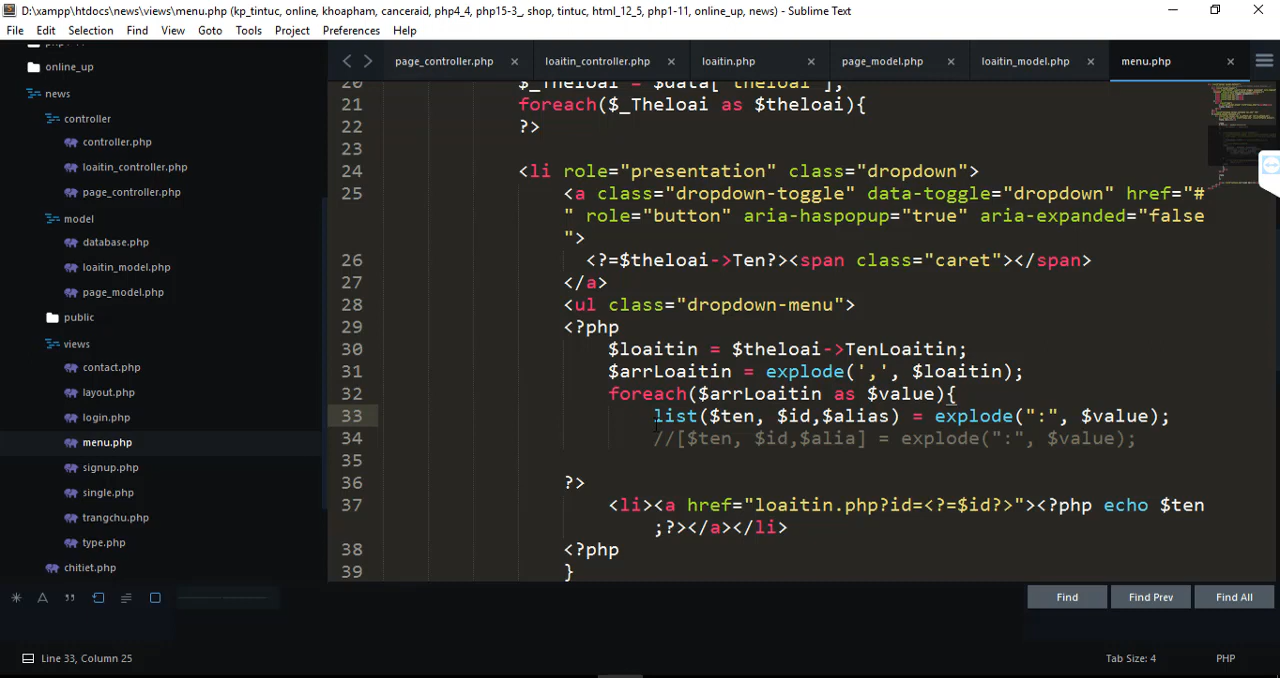 D:\xampp\htdocs\news\views\menu.php (kp_tintuc, online, khoapham, canceraid, php4_4, php15-3_, shop, tintuc, html_12_5, php1-11, online_up, news) - Sublime Text
File Edit Selection Find View Goto Tools Project Preferences Help
online_up
news
controller
controller.php
loaitin_controller.php
page_controller.php
model
database.php
loaitin_model.php
page_model.php
public
views
contact.php
layout.php
login.php
menu.php
signup.php
single.php
trangchu.php
type.php
chitiet.php
page_controller.php loaitin_controller.php loaitin.php page_model.php loaitin_model.php menu.php
20 $_Theloai = $data['theloai'];
21 foreach($_Theloai as $theloai){
22 ?>
23
24 <li role="presentation" class="dropdown">
25 <a class="dropdown-toggle" data-toggle="dropdown" href="#
" role="button" aria-haspopup="true" aria-expanded="false
">
26 <?=$theloai->Ten?><span class="caret"></span>
27 </a>
28 <ul class="dropdown-menu">
29 <?php
30 $loaitin = $theloai->TenLoaitin;
31 $arrLoaitin = explode(',', $loaitin);
32 foreach($arrLoaitin as $value){
33 list($ten, $id,$alias) = explode(":", $value);
34 //[$ten, $id,$alia] = explode(":", $value);
35
36 ?>
37 <li><a href="loaitin.php?id=<?=$id?>"><?php echo $ten
;?></a></li>
38 <?php
39 }
Find Find Prev Find All
Line 33, Column 25 Tab Size: 4 PHP